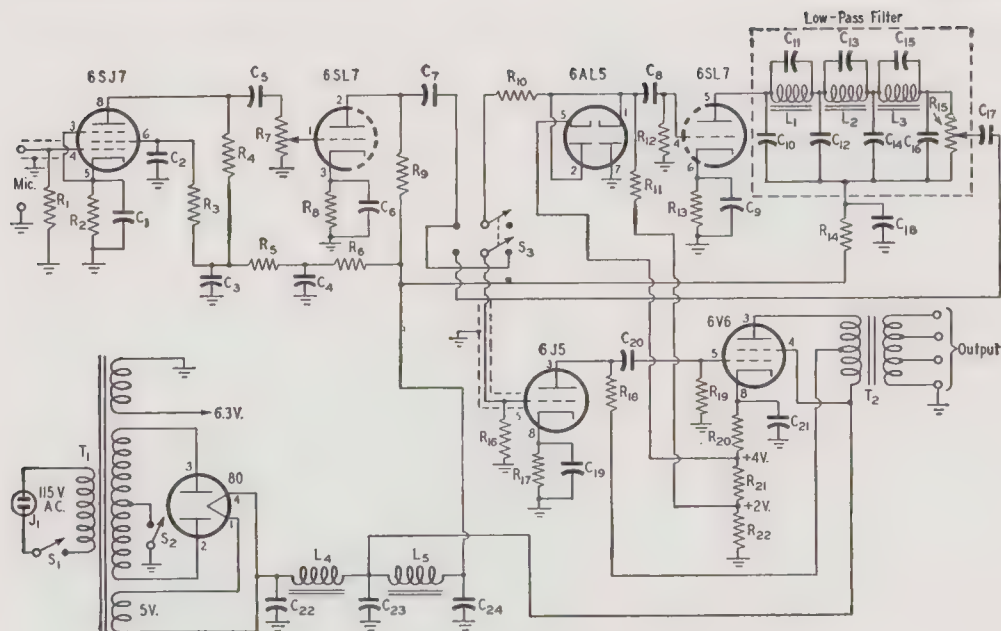 Low-Pass Filter
C11 C13 C15
6SJ7 C5 6SL7 C7 6AL5 C8 6SL7
R10
8 3 6 4 5
C2
R4
R7
2 1 3
5 1 2 7
R12
4 5 6
L1 L2 L3
R15
C17
C10 C12 C14 C16
Mic.
R1 R2 C1
R3
R8 C6
R9
R11
R13 C9
R14 C18
R5 R6
C3 C4
S3
6V6
6J5
C20
3 5 8
3 4 5 8
R18
R19
T2
Output
R16
R17 C19
R20 C21
+4V.
R21
+2V.
R22
6.3V.
T1
80
3 4 1 2
115V.
A.C.
J1
S1
S2
5V.
L4 L5
C22 C23 C24